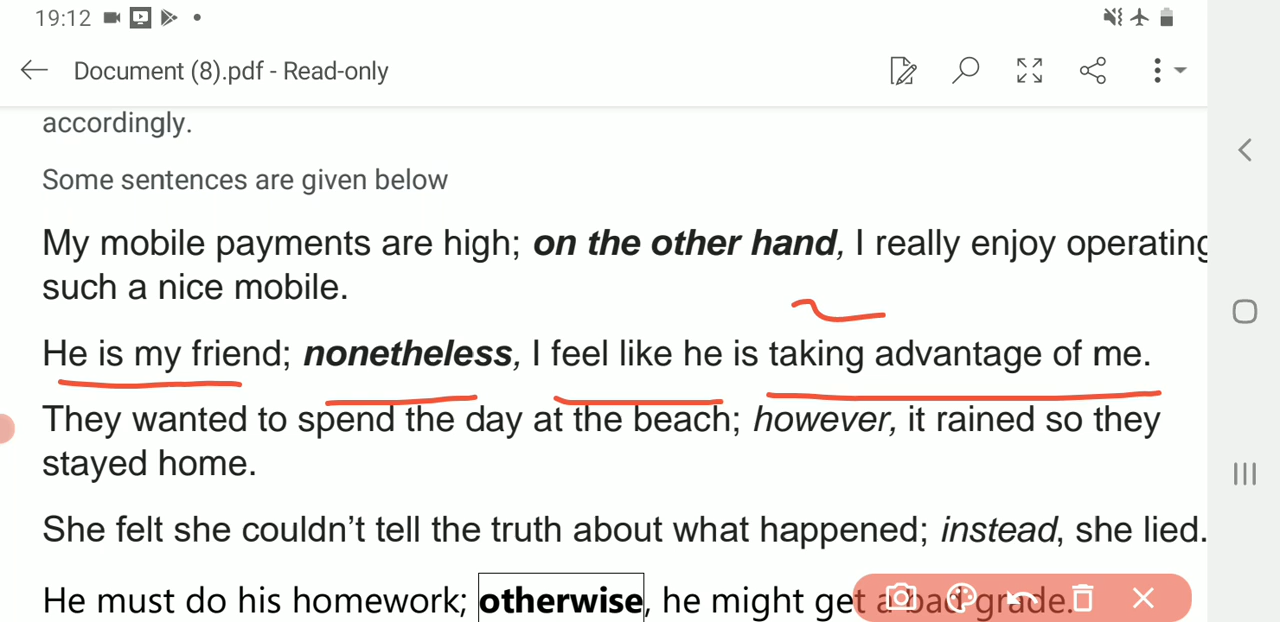 19:12
Document (8).pdf - Read-only
accordingly.
Some sentences are given below
My mobile payments are high; on the other hand, I really enjoy operating
such a nice mobile.
He is my friend; nonetheless, I feel like he is taking advantage of me.
They wanted to spend the day at the beach; however, it rained so they
stayed home.
She felt she couldn’t tell the truth about what happened; instead, she lied.
He must do his homework; otherwise, he might get a bad grade.